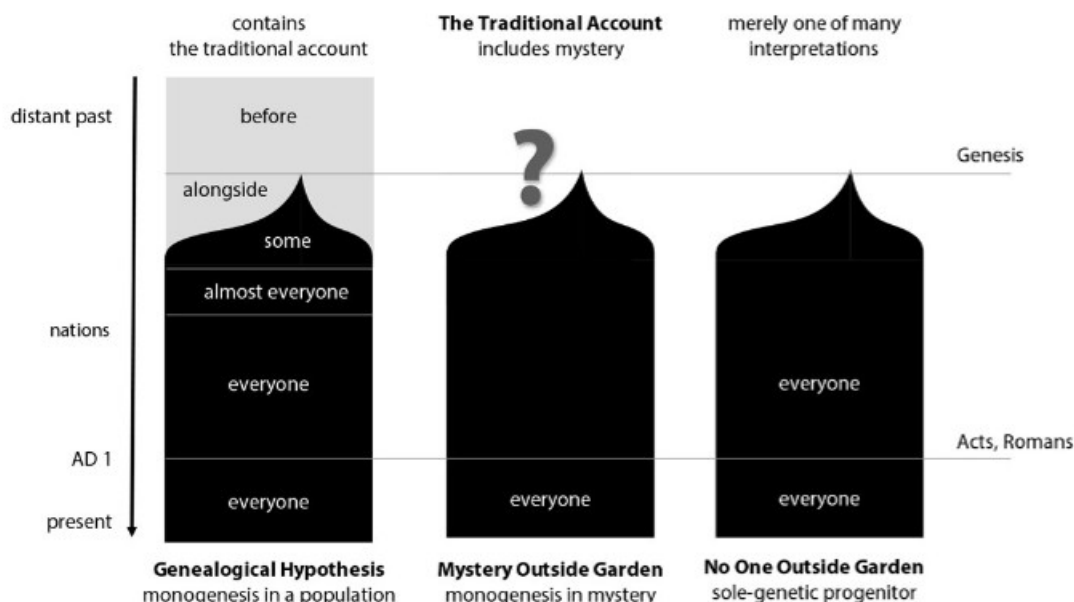 contains
the traditional account
The Traditional Account
includes mystery
merely one of many
interpretations
distant past
before
?
Genesis
alongside
some
almost everyone
nations
everyone
everyone
Acts, Romans
AD 1
everyone
everyone
everyone
present
Genealogical Hypothesis
monogenesis in a population
Mystery Outside Garden
monogenesis in mystery
No One Outside Garden
sole-genetic progenitor